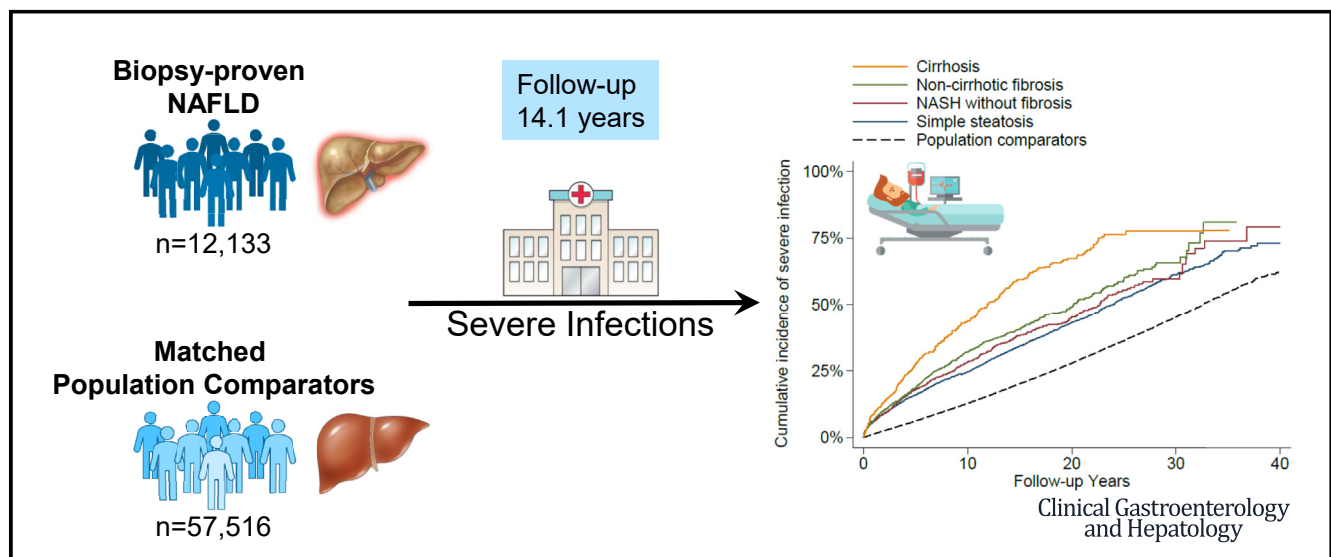 Biopsy-proven
NAFLD
n=12,133
Matched
Population Comparators
n=57,516
Follow-up
14.1 years
Severe Infections
Cirrhosis
Non-cirrhotic fibrosis
NASH without fibrosis
Simple steatosis
Population comparators
Cumulative incidence of severe infection
100%
75%
50%
25%
0%
0 10 20 30 40
Follow-up Years
Clinical Gastroenterology
and Hepatology